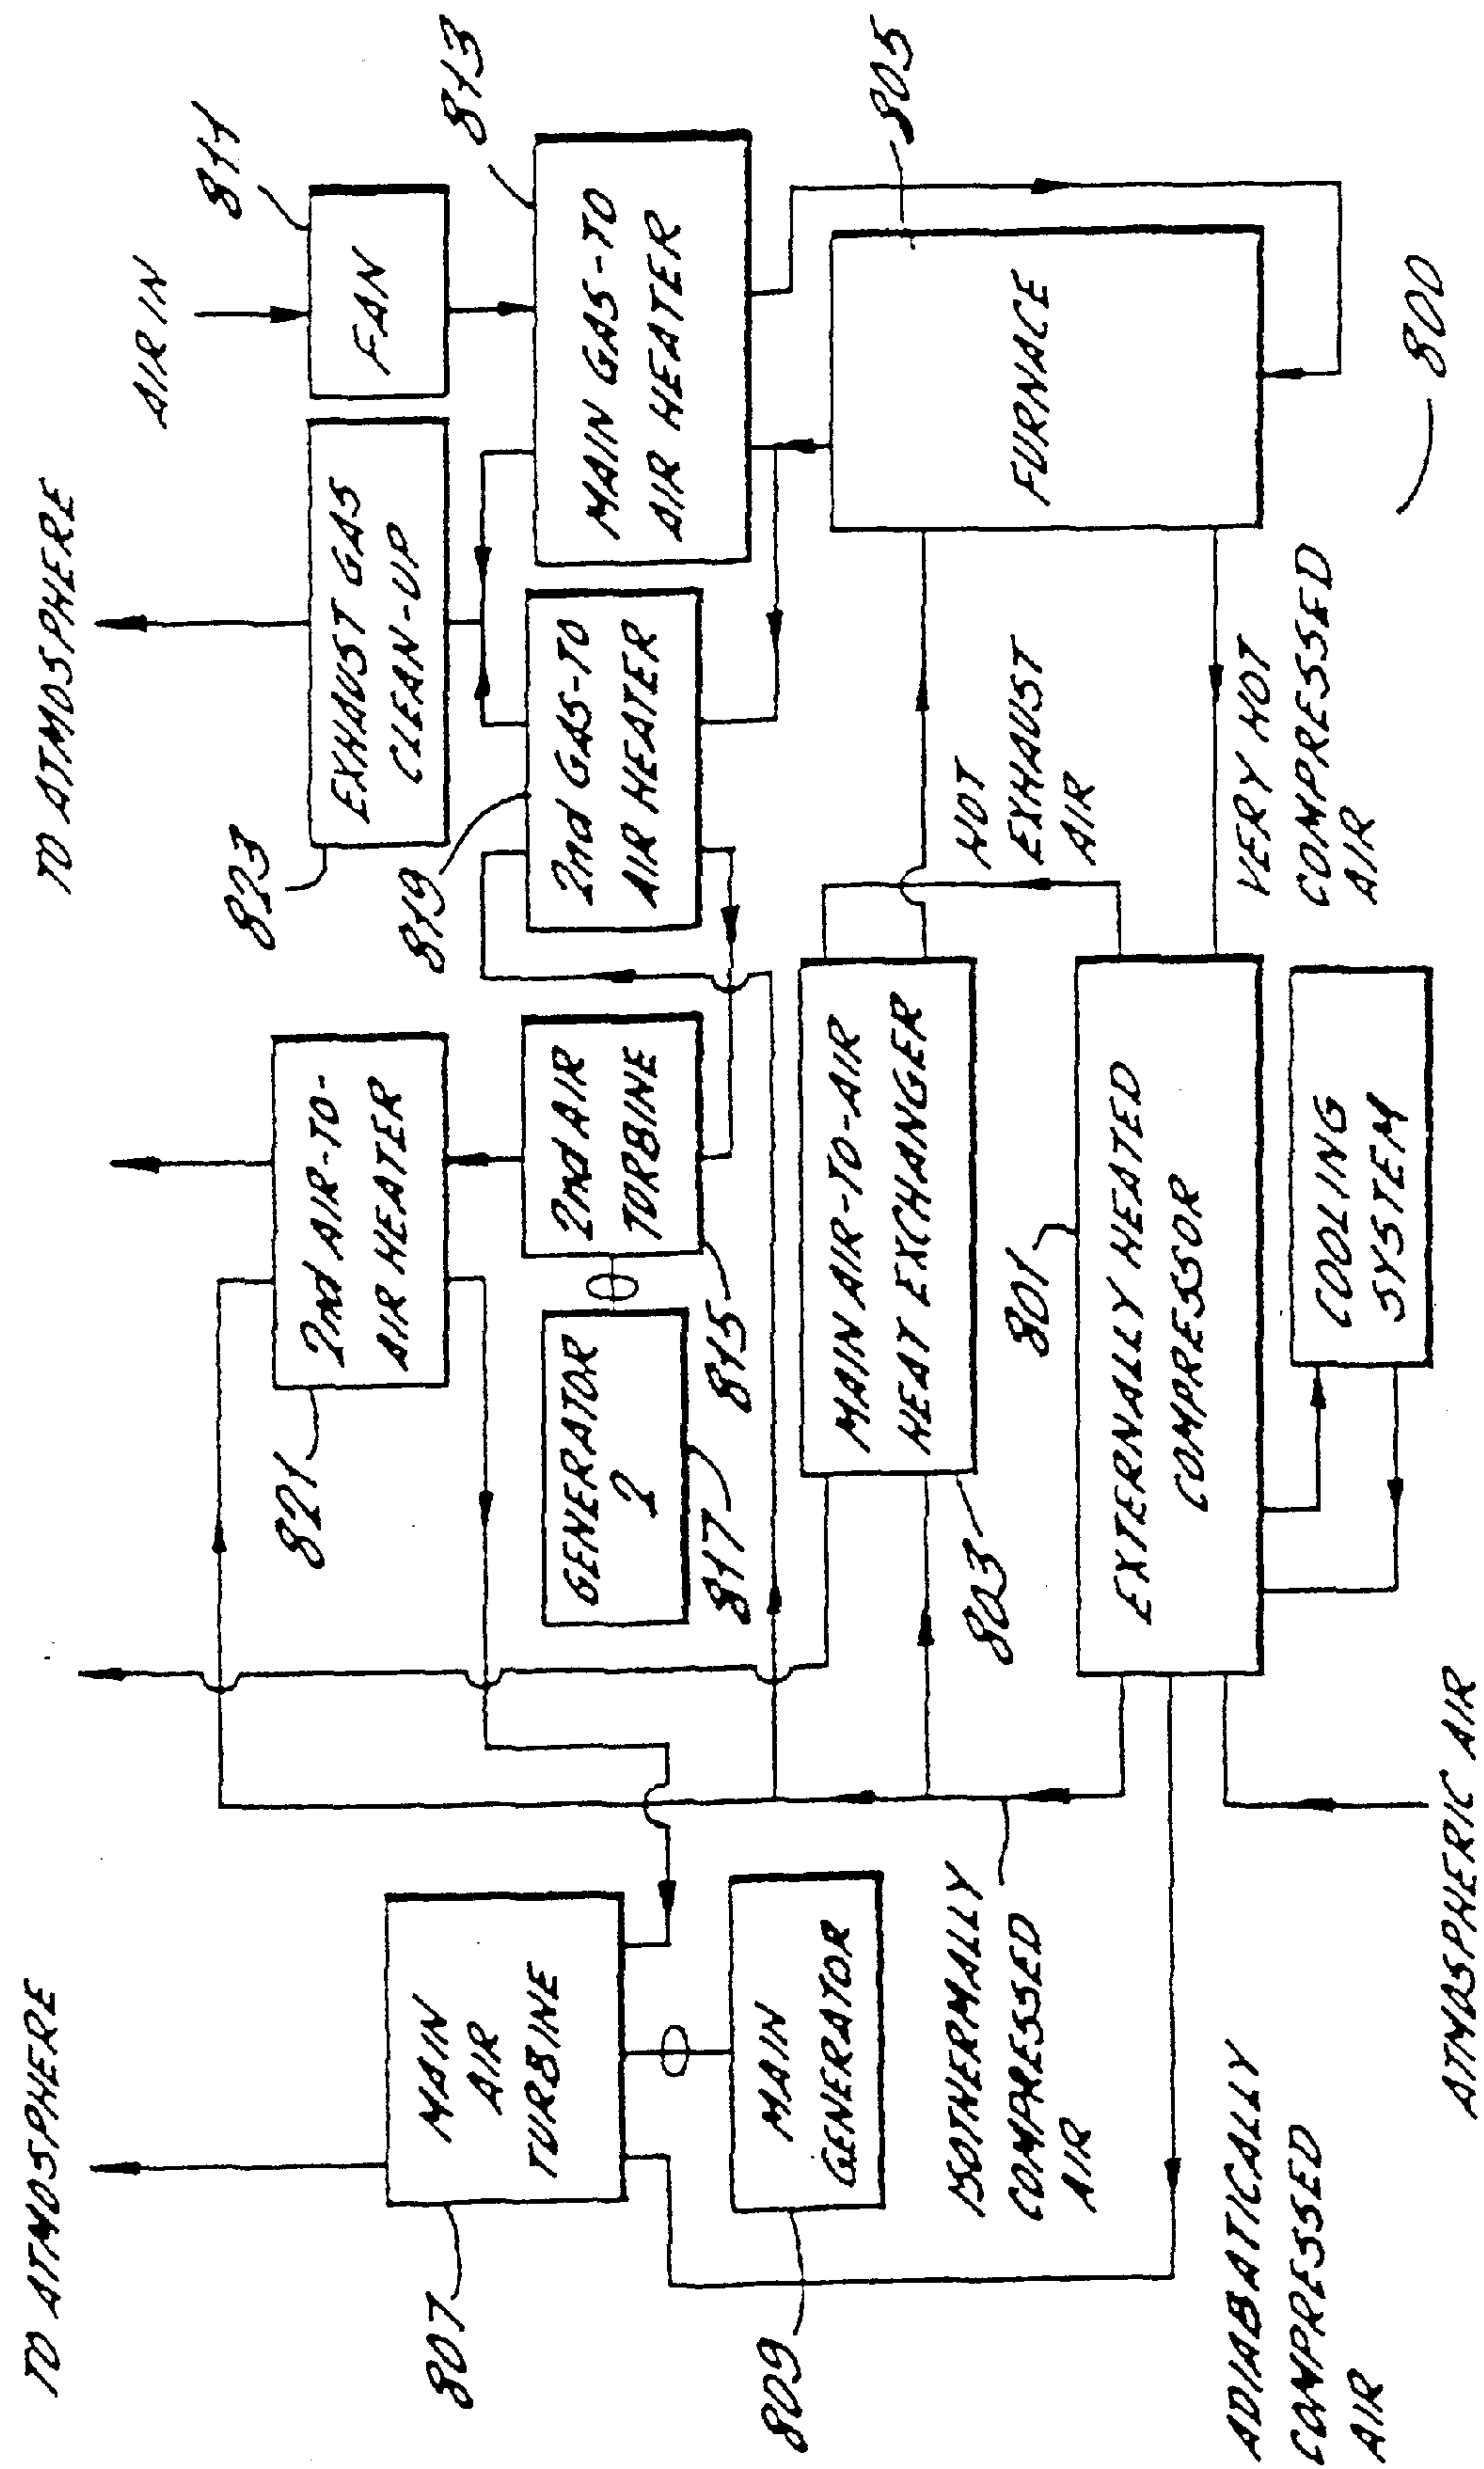 TO ATMOSPHERE
TO ATMOSPHERE
AIR IN
811
FAN
823
EXHAUST GAS
CLEAN-UP
813
MAIN GAS-TO
AIR HEATER
819
2nd GAS-TO
AIR HEATER
821
2nd AIR-TO-
AIR HEATER
2nd AIR
TORBINE
815
GENERATOR
2
817
807
MAIN
AIR
TURBINE
809
MAIN
GENERATOR
805
FURNACE
MAIN AIR-TO-AIR
HEAT EXCHANGER
803
HOT
EXHAUST
AIR
801
EXTERNALLY HEATED
COMPRESSOR
VERY HOT
COMPRESSED
AIR
COOLING
SYSTEM
ISOTHERMALLY
COMPRESSED
AIR
ADIABATICALLY
COMPRESSED
AIR
ATMASPHERIC AIR
800